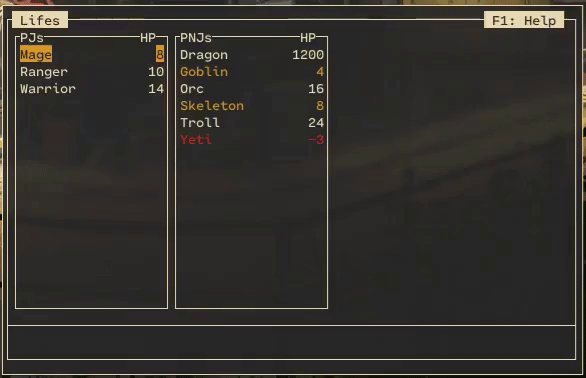 Lifes F1: Help
PJs HP PNJs HP
Mage 8 Dragon 1200
Ranger 10 Goblin 4
Warrior 14 Orc 16
Skeleton 8
Troll 24
Yeti -3